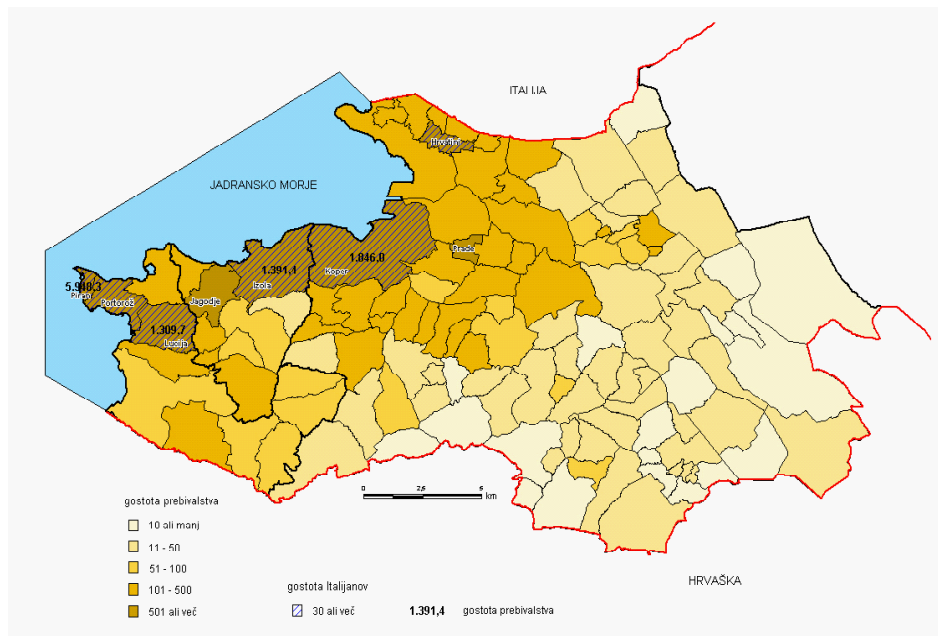 ITALIJA
Hrvatini
JADRANSKO MORJE
1.846,0
Prade
1.391,4
Koper
Izola
5.948,3
Piran
Portorož
Jagodje
1.309,7
Lucija
0 2,5 5
km
gostota prebivalstva
10 ali manj
11 - 50
51 - 100
101 - 500
501 ali več
gostota Italijanov
30 ali več
1.391,4 gostota prebivalstva
HRVAŠKA